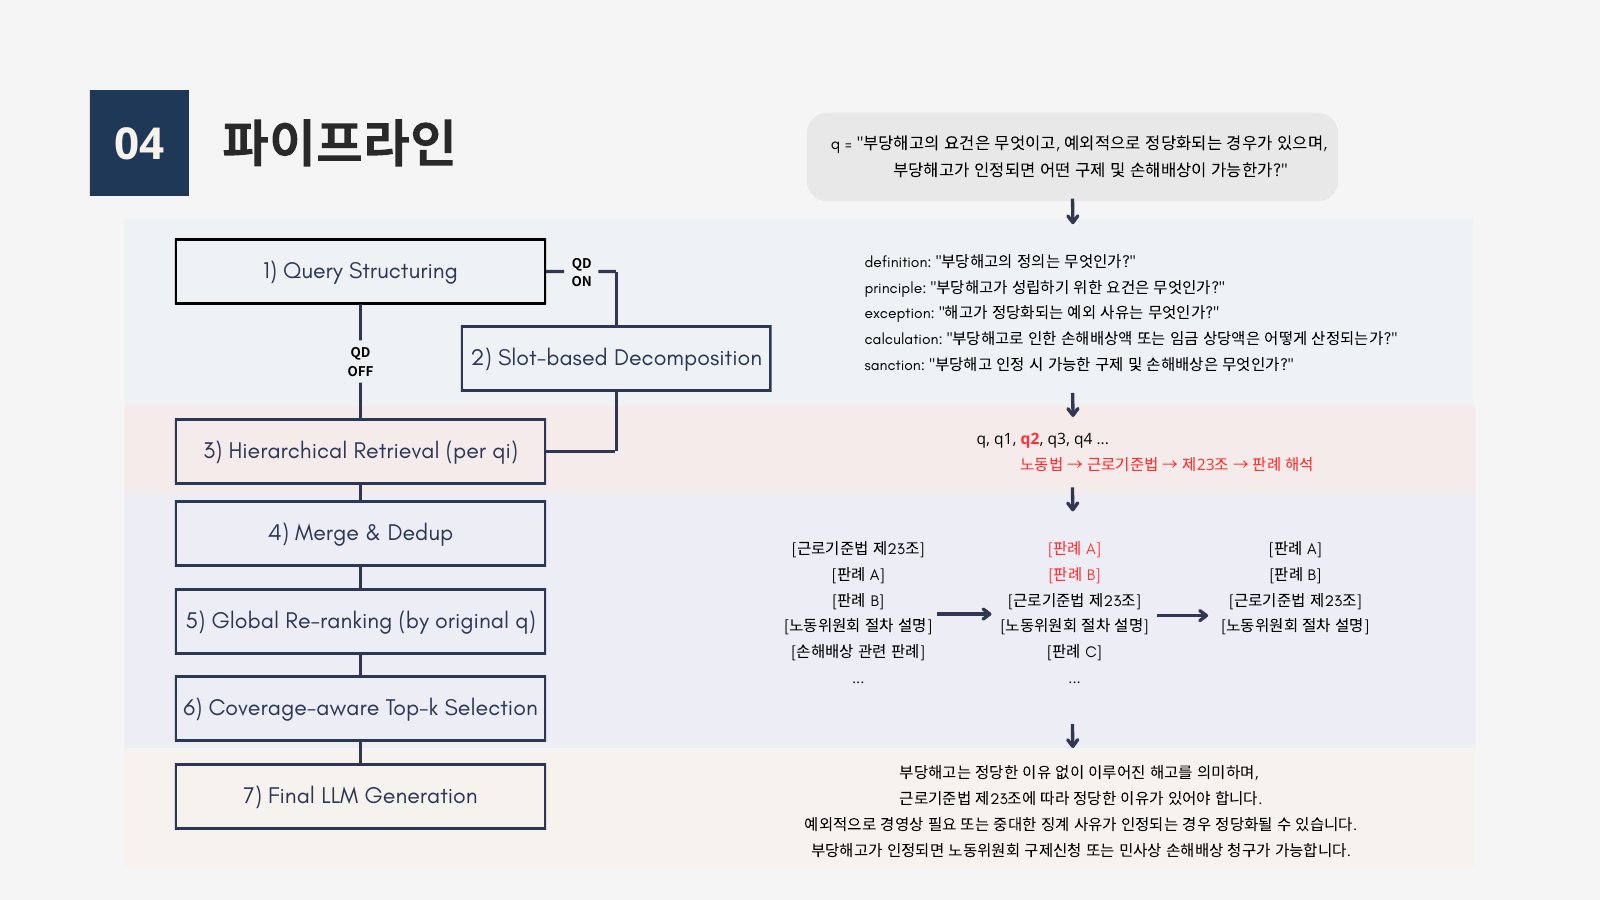 04
파이프라인
q = "부당해고의 요건은 무엇이고, 예외적으로 정당화되는 경우가 있으며,
부당해고가 인정되면 어떤 구제 및 손해배상이 가능한가?"
1) Query Structuring
QD
ON
QD
OFF
2) Slot-based Decomposition
definition: "부당해고의 정의는 무엇인가?"
principle: "부당해고가 성립하기 위한 요건은 무엇인가?"
exception: "해고가 정당화되는 예외 사유는 무엇인가?"
calculation: "부당해고로 인한 손해배상액 또는 임금 상당액은 어떻게 산정되는가?"
sanction: "부당해고 인정 시 가능한 구제 및 손해배상은 무엇인가?"
3) Hierarchical Retrieval (per qi)
q, q1, q2, q3, q4 ...
노동법 → 근로기준법 → 제23조 → 판례 해석
4) Merge & Dedup
5) Global Re-ranking (by original q)
6) Coverage-aware Top-k Selection
[근로기준법 제23조]
[판례 A]
[판례 B]
[노동위원회 절차 설명]
[손해배상 관련 판례]
...
[판례 A]
[판례 B]
[근로기준법 제23조]
[노동위원회 절차 설명]
[판례 C]
...
[판례 A]
[판례 B]
[근로기준법 제23조]
[노동위원회 절차 설명]
7) Final LLM Generation
부당해고는 정당한 이유 없이 이루어진 해고를 의미하며,
근로기준법 제23조에 따라 정당한 이유가 있어야 합니다.
예외적으로 경영상 필요 또는 중대한 징계 사유가 인정되는 경우 정당화될 수 있습니다.
부당해고가 인정되면 노동위원회 구제신청 또는 민사상 손해배상 청구가 가능합니다.